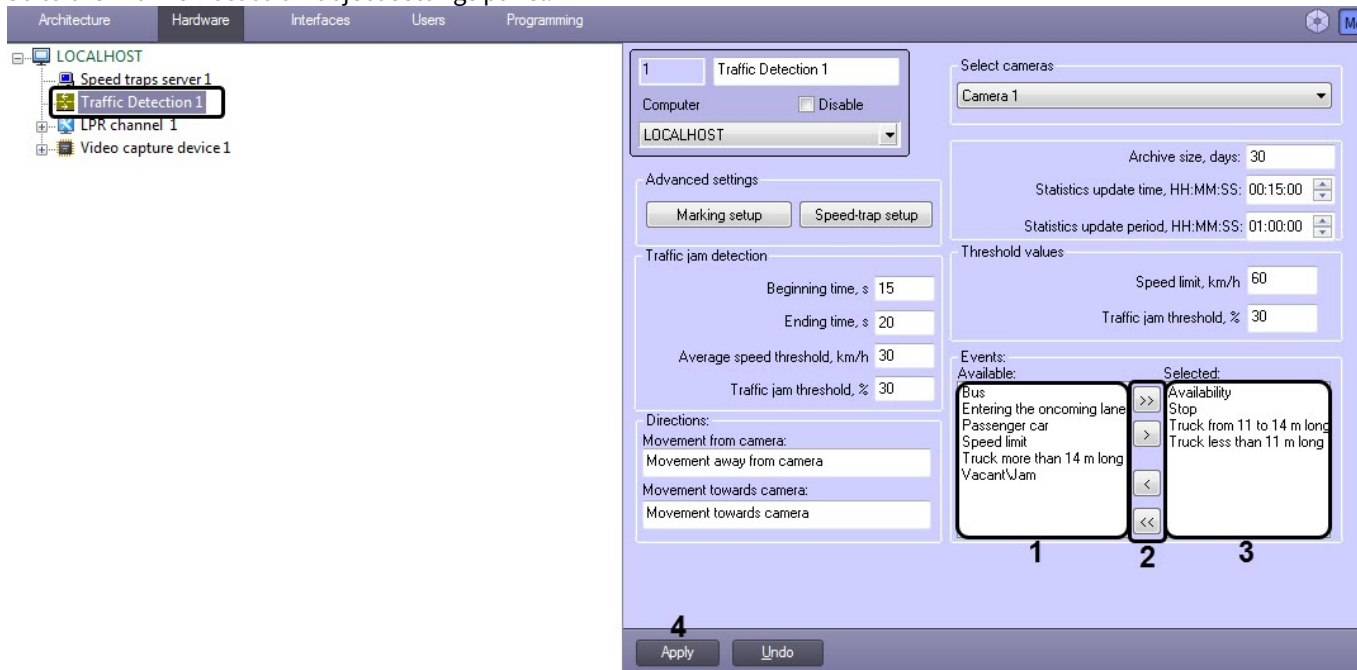 Architecture Hardware Interfaces Users Programming
LOCALHOST
Speed traps server 1
Traffic Detection 1
LPR channel 1
Video capture device 1
1 Traffic Detection 1
Computer Disable
LOCALHOST
Advanced settings
Marking setup Speed-trap setup
Traffic jam detection
Beginning time, s 15
Ending time, s 20
Average speed threshold, km/h 30
Traffic jam threshold, % 30
Directions:
Movement from camera:
Movement away from camera
Movement towards camera:
Movement towards camera
Select cameras
Camera 1
Archive size, days: 30
Statistics update time, HH:MM:SS: 00:15:00
Statistics update period, HH:MM:SS: 01:00:00
Threshold values
Speed limit, km/h 60
Traffic jam threshold, % 30
Events:
Available:
Bus
Entering the oncoming lane
Passenger car
Speed limit
Truck more than 14 m long
Vacant\Jam
>>
>
<
<<
Selected:
Availability
Stop
Truck from 11 to 14 m long
Truck less than 11 m long
1 2 3
4
Apply Undo